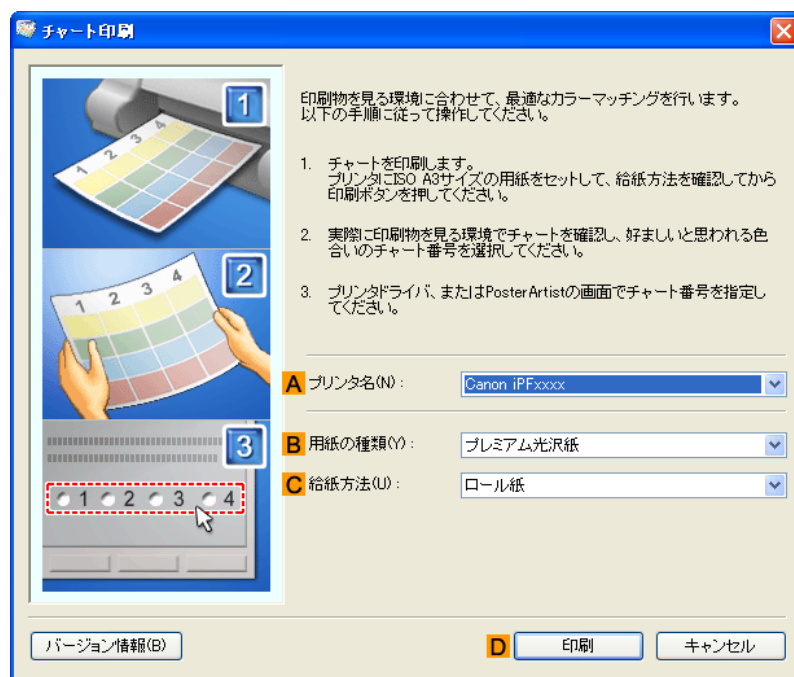 チャート印刷
1
1 2 3 4
2
1 2 3 4
3
1 2 3 4
印刷物を見る環境に合わせて、最適なカラーマッチングを行います。
以下の手順に従って操作してください。
1. チャートを印刷します。
プリンタにISO A3サイズの用紙をセットして、給紙方法を確認してから
印刷ボタンを押してください。
2. 実際に印刷物を見る環境でチャートを確認し、好ましいと思われる色
合いのチャート番号を選択してください。
3. プリンタドライバ、またはPosterArtistの画面でチャート番号を指定し
てください。
A プリンタ名(N): Canon iPFxxxx
B 用紙の種類(Y): プレミアム光沢紙
C 給紙方法(U): ロール紙
バージョン情報(B) D 印刷 キャンセル